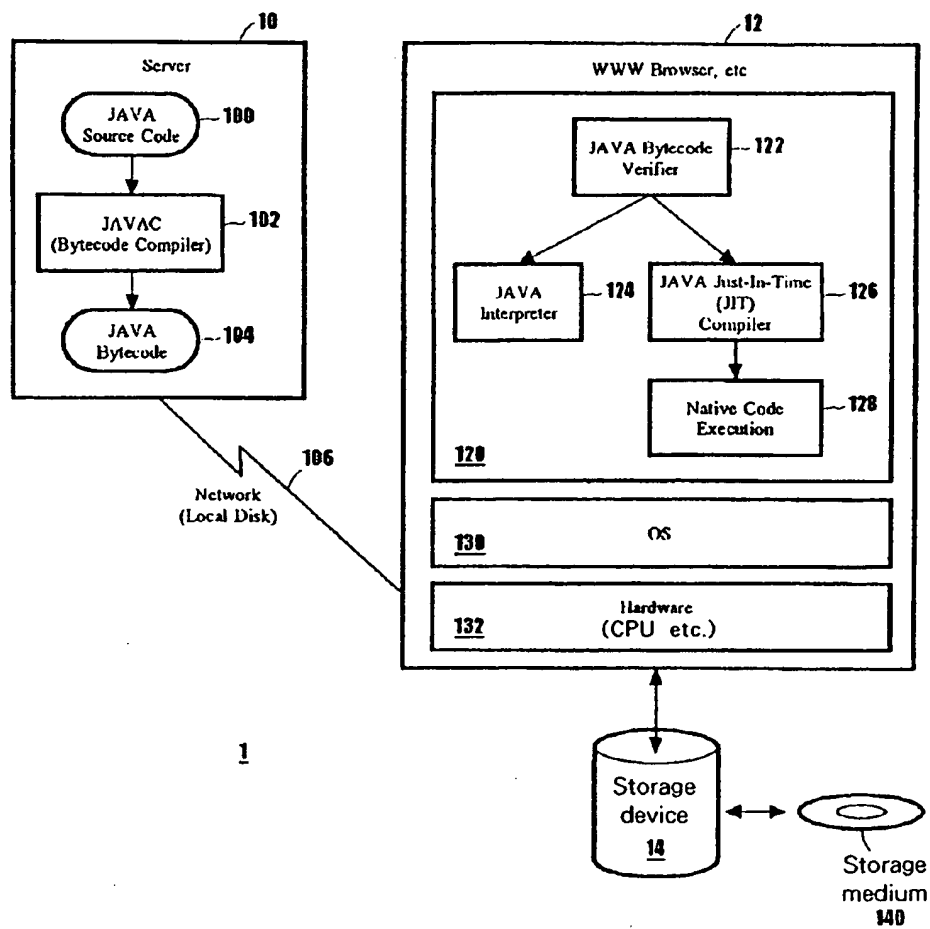 10
Server
JAVA
Source Code
100
JAVAC
(Bytecode Compiler)
102
JAVA
Bytecode
104
106
Network
(Local Disk)
12
WWW Browser, etc
JAVA Bytecode
Verifier
122
JAVA
Interpreter
124
JAVA Just-In-Time
(JIT)
Compiler
126
Native Code
Execution
128
120
130
OS
132
Hardware
(CPU etc.)
1
Storage
device
14
Storage
medium
140